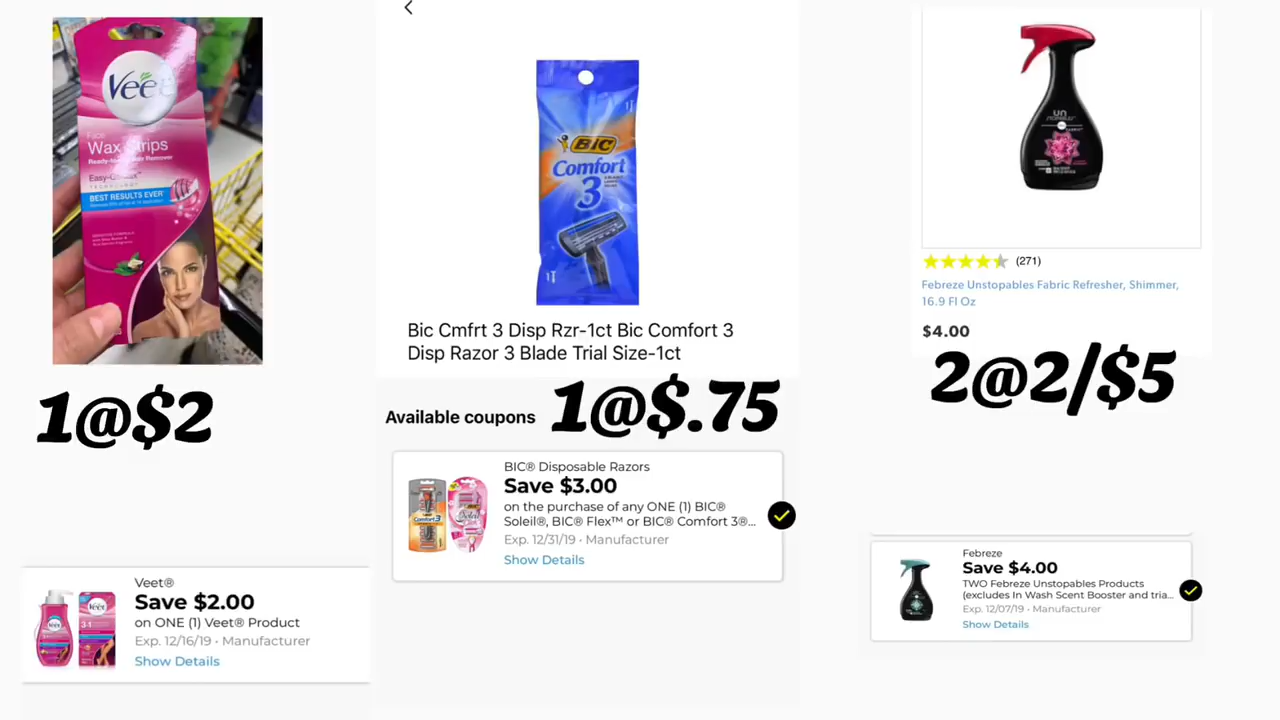 Veet
Face
Wax Strips
BEST RESULTS EVER
1@$2
Veet®
Save $2.00
on ONE (1) Veet® Product
Exp. 12/16/19 • Manufacturer
Show Details
BIC
Comfort
3
Bic Cmfrt 3 Disp Rzr-1ct Bic Comfort 3
Disp Razor 3 Blade Trial Size-1ct
Available coupons
1@$.75
BIC® Disposable Razors
Save $3.00
on the purchase of any ONE (1) BIC®
Soleil®, BIC® Flex™ or BIC® Comfort 3®...
Exp. 12/31/19 • Manufacturer
Show Details
(271)
Febreze Unstopables Fabric Refresher, Shimmer,
16.9 Fl Oz
$4.00
2@2/$5
Febreze
Save $4.00
TWO Febreze Unstopables Products
(excludes In Wash Scent Booster and tria...
Exp. 12/07/19 • Manufacturer
Show Details